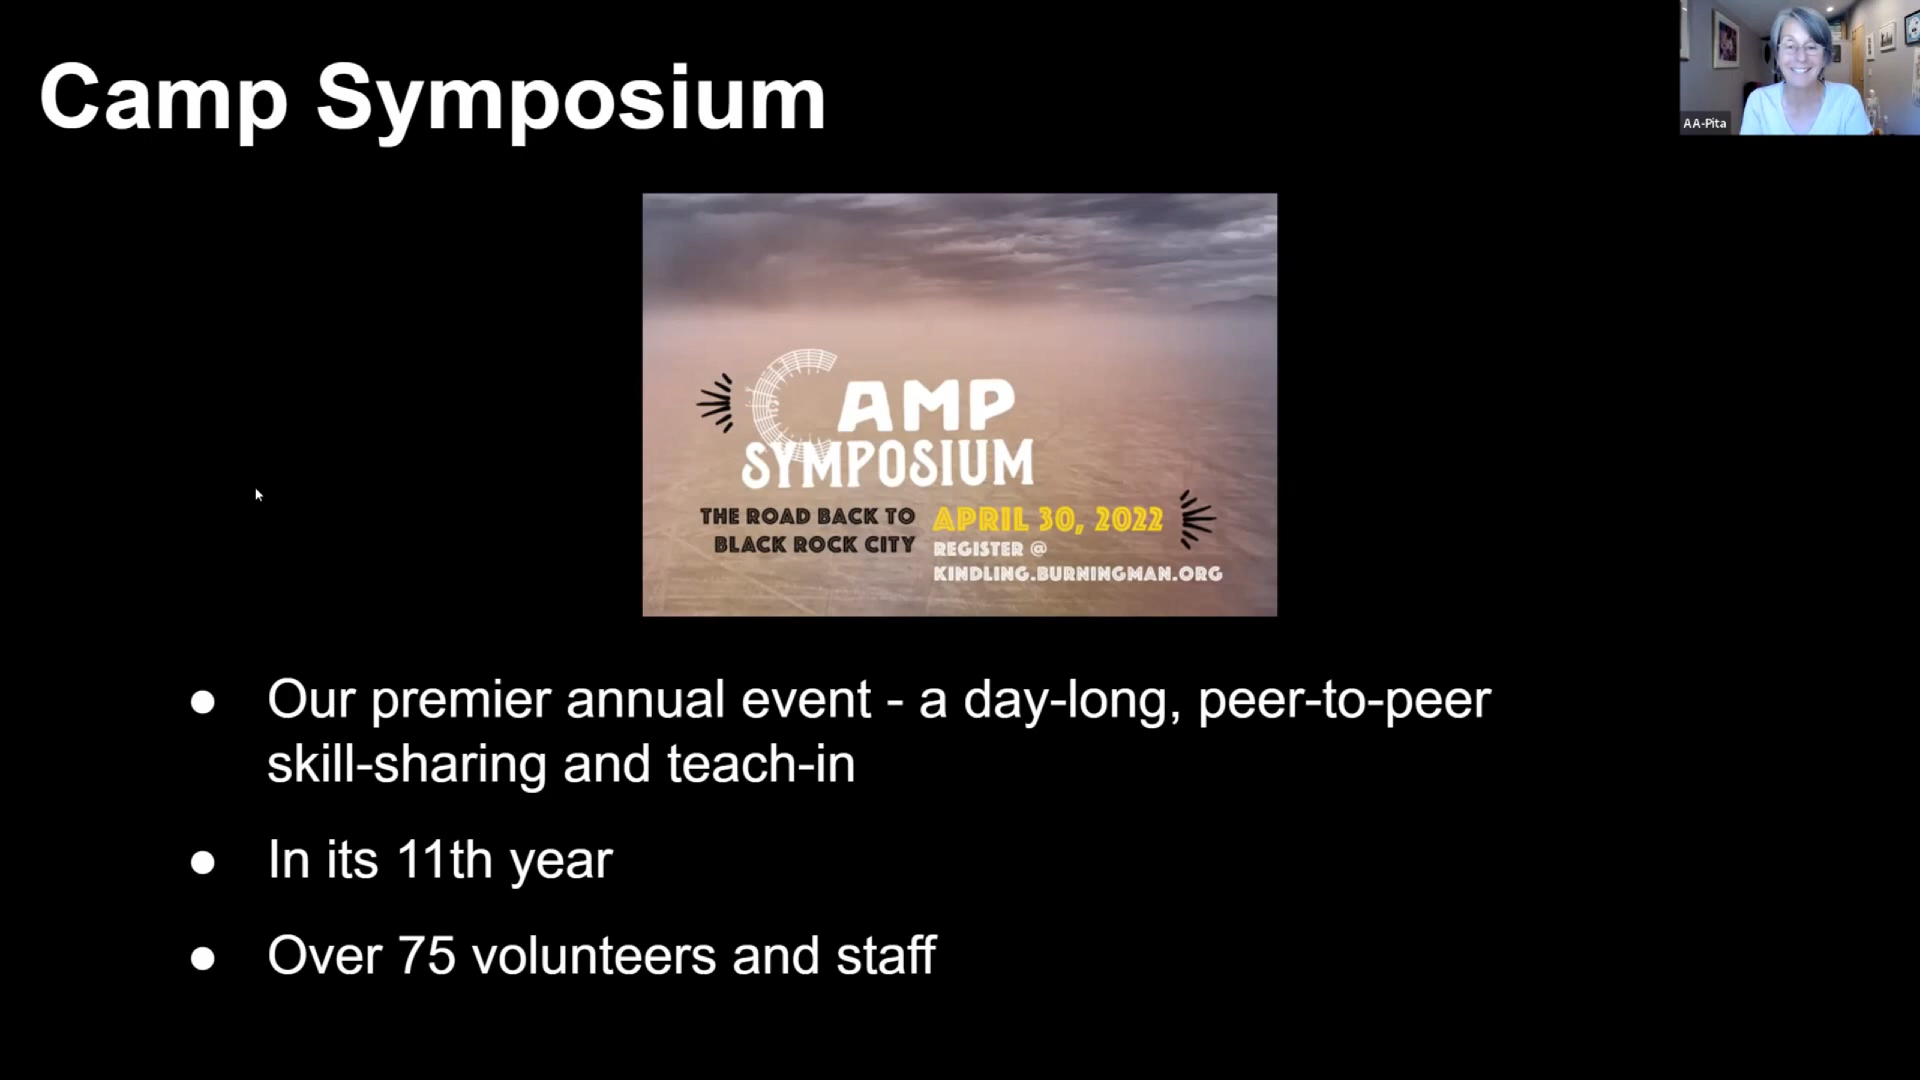 Camp Symposium
AA-Pita
CAMP
SYMPOSIUM
THE ROAD BACK TO
BLACK ROCK CITY
APRIL 30, 2022
REGISTER @
KINDLING.BURNINGMAN.ORG
● Our premier annual event - a day-long, peer-to-peer
skill-sharing and teach-in
● In its 11th year
● Over 75 volunteers and staff